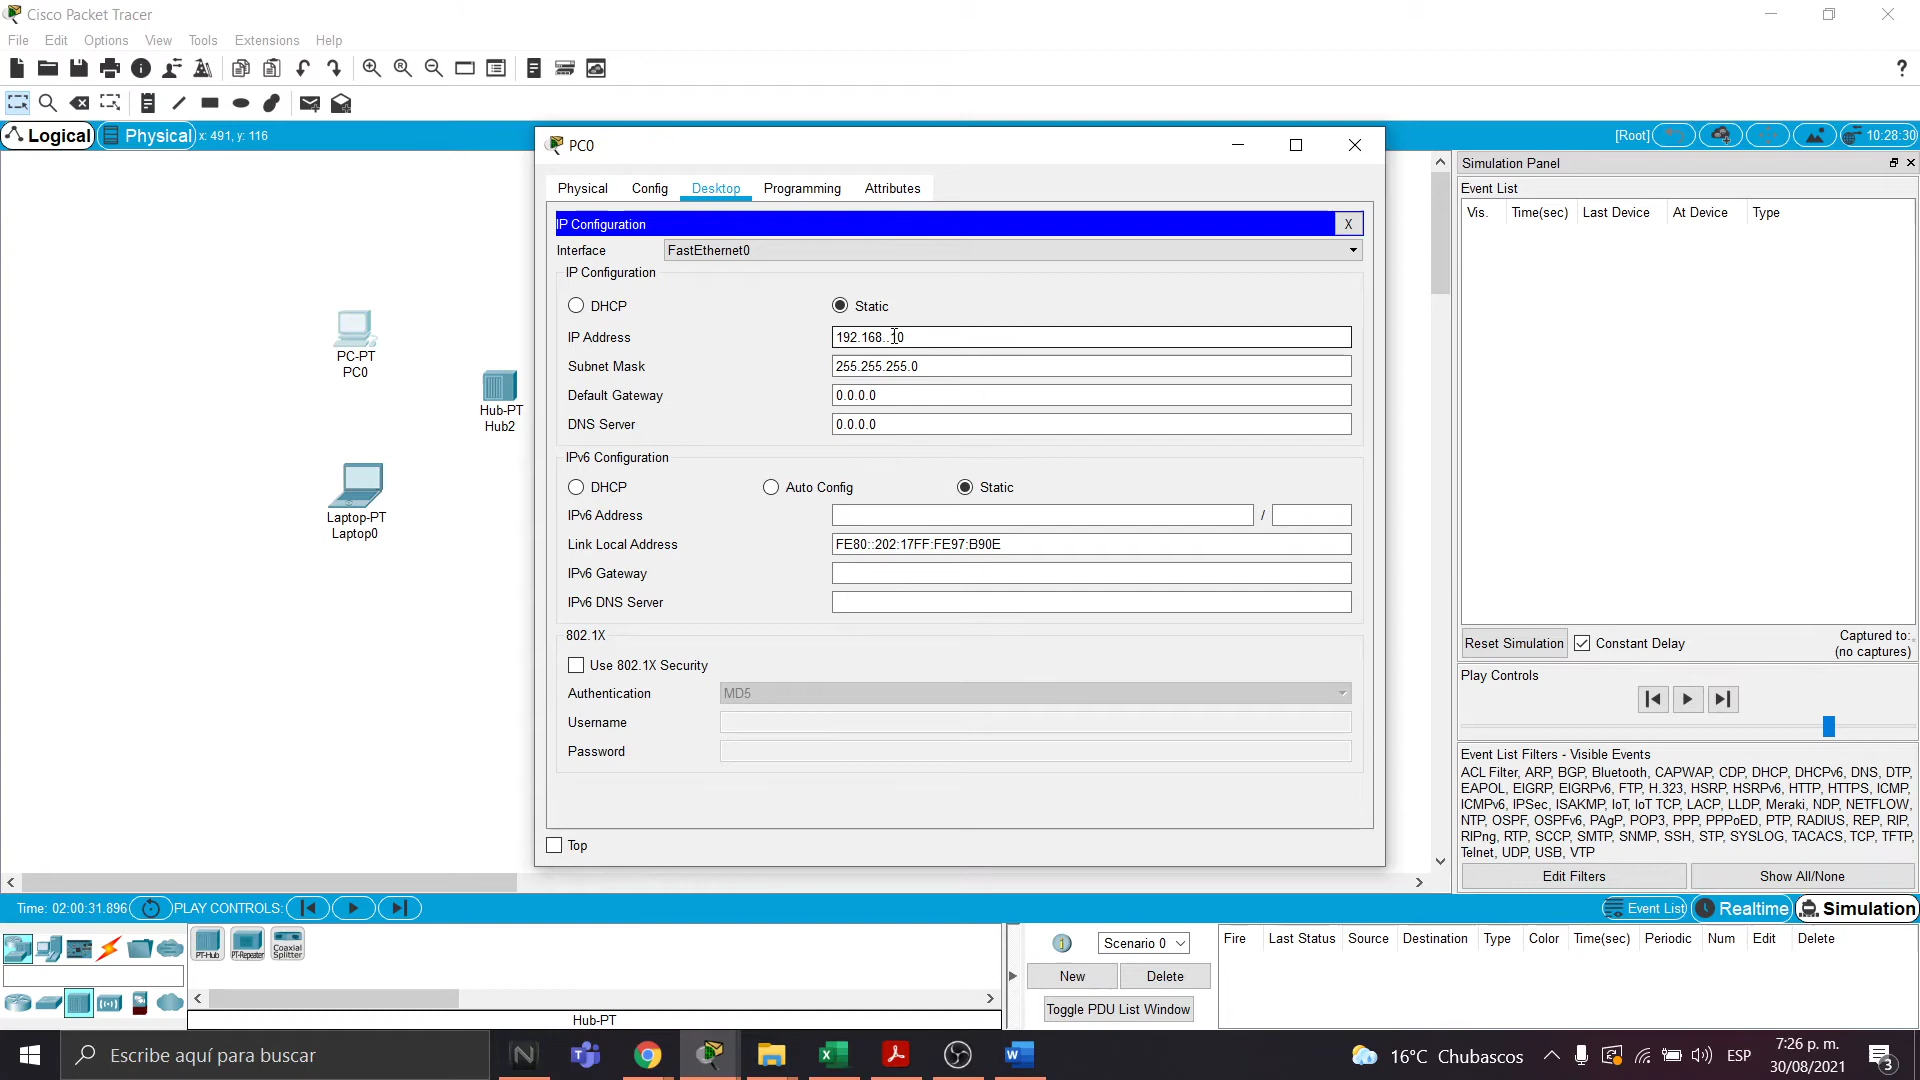 Cisco Packet Tracer
File Edit Options View Tools Extensions Help
?
Logical Physical x: 491, y: 116
[Root] 10:28:30
PC-PT
PC0
Hub-PT
Hub2
Laptop-PT
Laptop0
PC0
Physical Config Desktop Programming Attributes
IP Configuration X
Interface FastEthernet0
IP Configuration
DHCP Static
IP Address 192.168..10
Subnet Mask 255.255.255.0
Default Gateway 0.0.0.0
DNS Server 0.0.0.0
IPv6 Configuration
DHCP Auto Config Static
IPv6 Address /
Link Local Address FE80::202:17FF:FE97:B90E
IPv6 Gateway
IPv6 DNS Server
802.1X
Use 802.1X Security
Authentication MD5
Username
Password
Top
Simulation Panel
Event List
Vis. Time(sec) Last Device At Device Type
Reset Simulation Constant Delay
Captured to:
(no captures)
Play Controls
Event List Filters - Visible Events
ACL Filter, ARP, BGP, Bluetooth, CAPWAP, CDP, DHCP, DHCPv6, DNS, DTP,
EAPOL, EIGRP, EIGRPv6, FTP, H.323, HSRP, HSRPv6, HTTP, HTTPS, ICMP,
ICMPv6, IPSec, ISAKMP, IoT, IoT TCP, LACP, LLDP, Meraki, NDP, NETFLOW,
NTP, OSPF, OSPFv6, PAgP, POP3, PPP, PPPoED, PTP, RADIUS, REP, RIP,
RIPng, RTP, SCCP, SMTP, SNMP, SSH, STP, SYSLOG, TACACS, TCP, TFTP,
Telnet, UDP, USB, VTP
Edit Filters Show All/None
Time: 02:00:31.896 PLAY CONTROLS:
Event List Realtime Simulation
PT-Hub PT-Repeater
Coaxial
Splitter
Hub-PT
Scenario 0
New Delete
Toggle PDU List Window
Fire Last Status Source Destination Type Color Time(sec) Periodic Num Edit Delete
Escribe aquí para buscar
16°C Chubascos
ESP
7:26 p. m.
30/08/2021
3